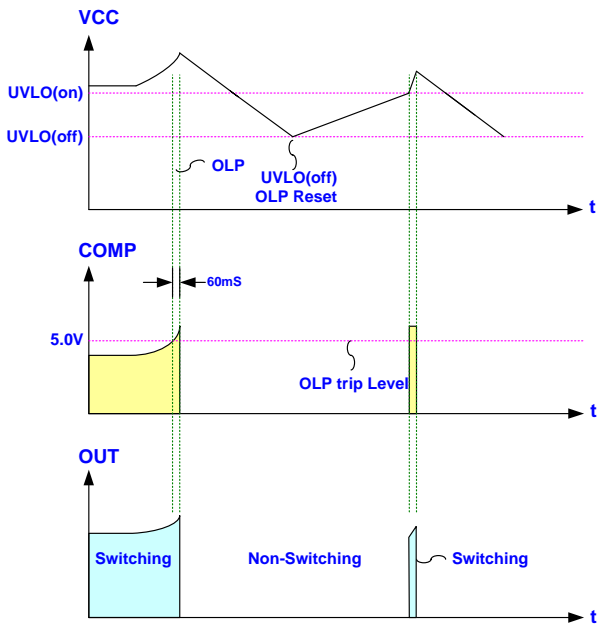 VCC
UVLO(on)
UVLO(off)
OLP
UVLO(off)
OLP Reset
t
COMP
60mS
5.0V
OLP trip Level
t
OUT
Switching
Non-Switching
Switching
t